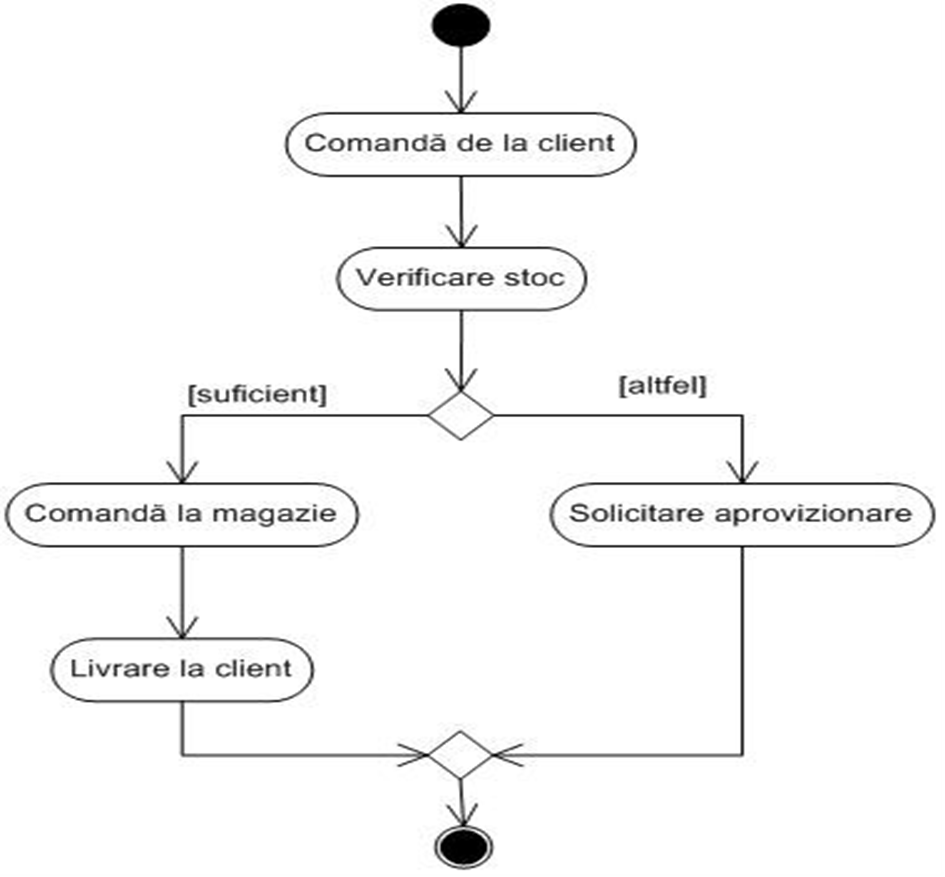 Comandă de la client
Verificare stoc
[suficient]
[altfel]
Comandă la magazie
Solicitare aprovizionare
Livrare la client